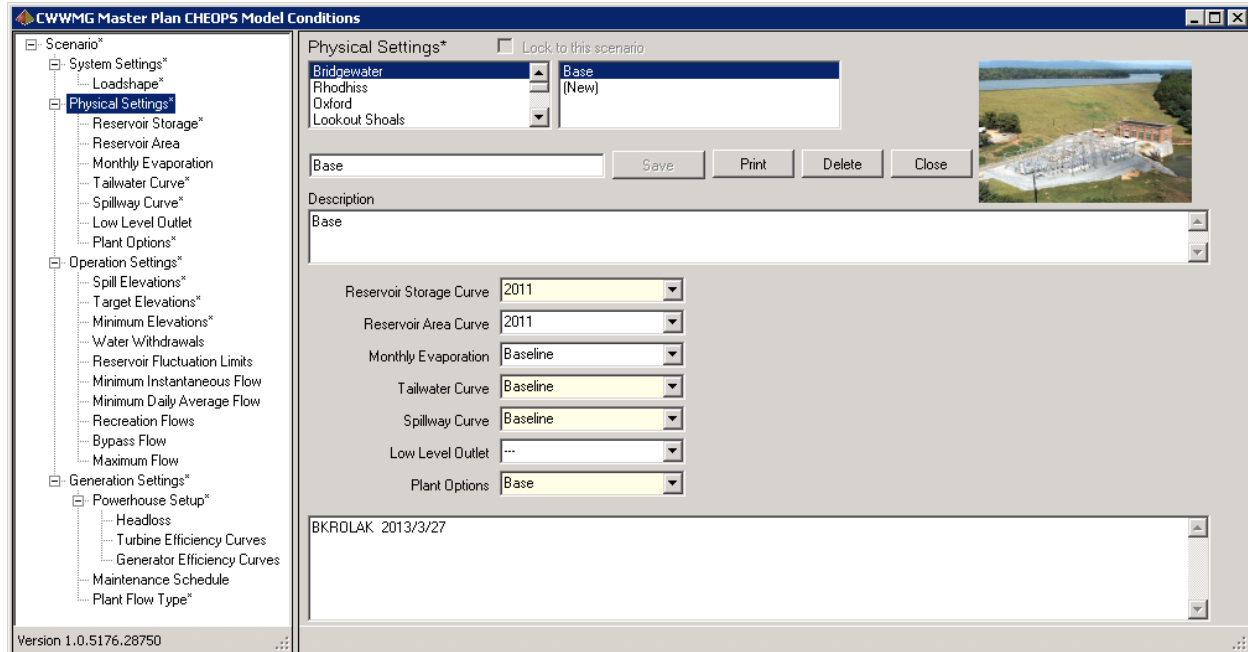 CWWMG Master Plan CHEOPS Model Conditions
Scenario*
System Settings*
Loadshape*
Physical Settings*
Reservoir Storage*
Reservoir Area
Monthly Evaporation
Tailwater Curve*
Spillway Curve*
Low Level Outlet
Plant Options*
Operation Settings*
Spill Elevations*
Target Elevations*
Minimum Elevations*
Water Withdrawals
Reservoir Fluctuation Limits
Minimum Instantaneous Flow
Minimum Daily Average Flow
Recreation Flows
Bypass Flow
Maximum Flow
Generation Settings*
Powerhouse Setup*
Headloss
Turbine Efficiency Curves
Generator Efficiency Curves
Maintenance Schedule
Plant Flow Type*
Version 1.0.5176.28750
Physical Settings* Lock to this scenario
Bridgewater
Rhodhiss
Oxford
Lookout Shoals
Base
(New)
Base Save Print Delete Close
Description
Base
Reservoir Storage Curve 2011
Reservoir Area Curve 2011
Monthly Evaporation Baseline
Tailwater Curve Baseline
Spillway Curve Baseline
Low Level Outlet ---
Plant Options Base
BKROLAK 2013/3/27